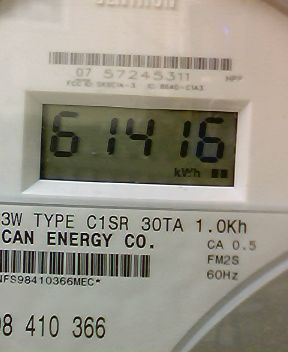 07 57245311
61416
kWh
3W TYPE C1SR 30TA 1.0Kh
CAN ENERGY CO.
CA 0.5
FM2S
60Hz
NFS98410366MEC*
98 410 366